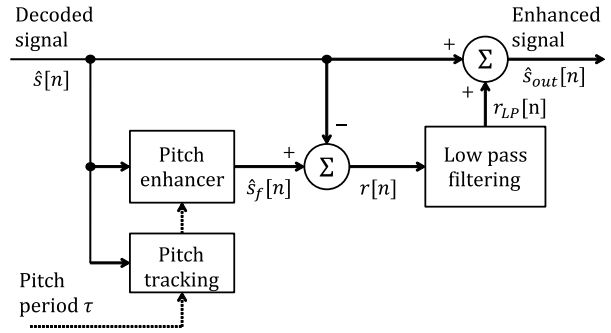 Decoded
signal
ŝ[n]
Enhanced
signal
+
Σ
ŝ_out[n]
+
r_LP[n]
−
Pitch
enhancer
+
ŝ_f[n]
Σ
r[n]
Low pass
filtering
Pitch
tracking
Pitch
period τ